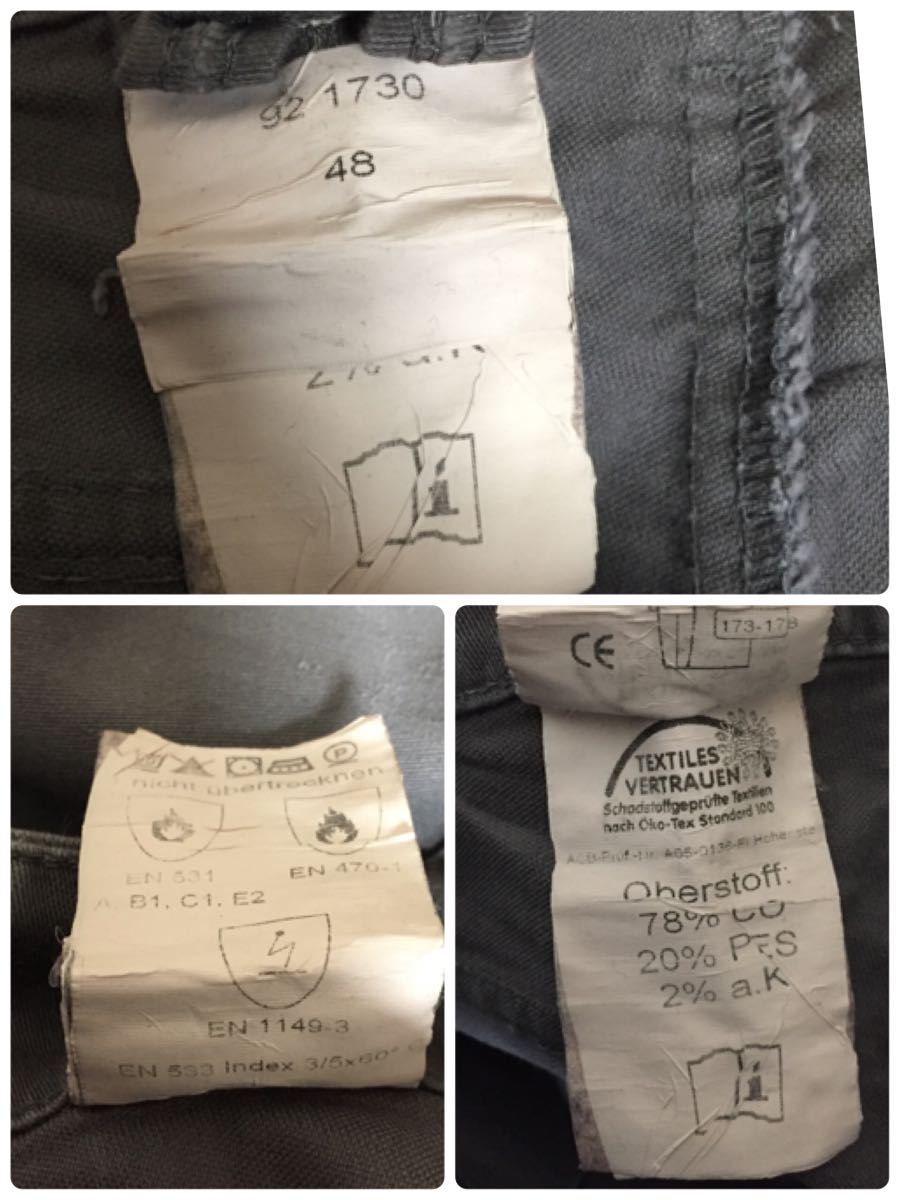 92 1730
48
2% a.K
i
CE
173-178
TEXTILES
VERTRAUEN
Schadstoffgeprüfte Textilien
nach Öko-Tex Standard 100
Oberstoff:
78% CO
20% PES
2% a.K
i
P
nicht übertrocknen
EN 531
EN 470-1
A, B1, C1, E2
EN 1149-3
EN 533 Index 3/5x60°